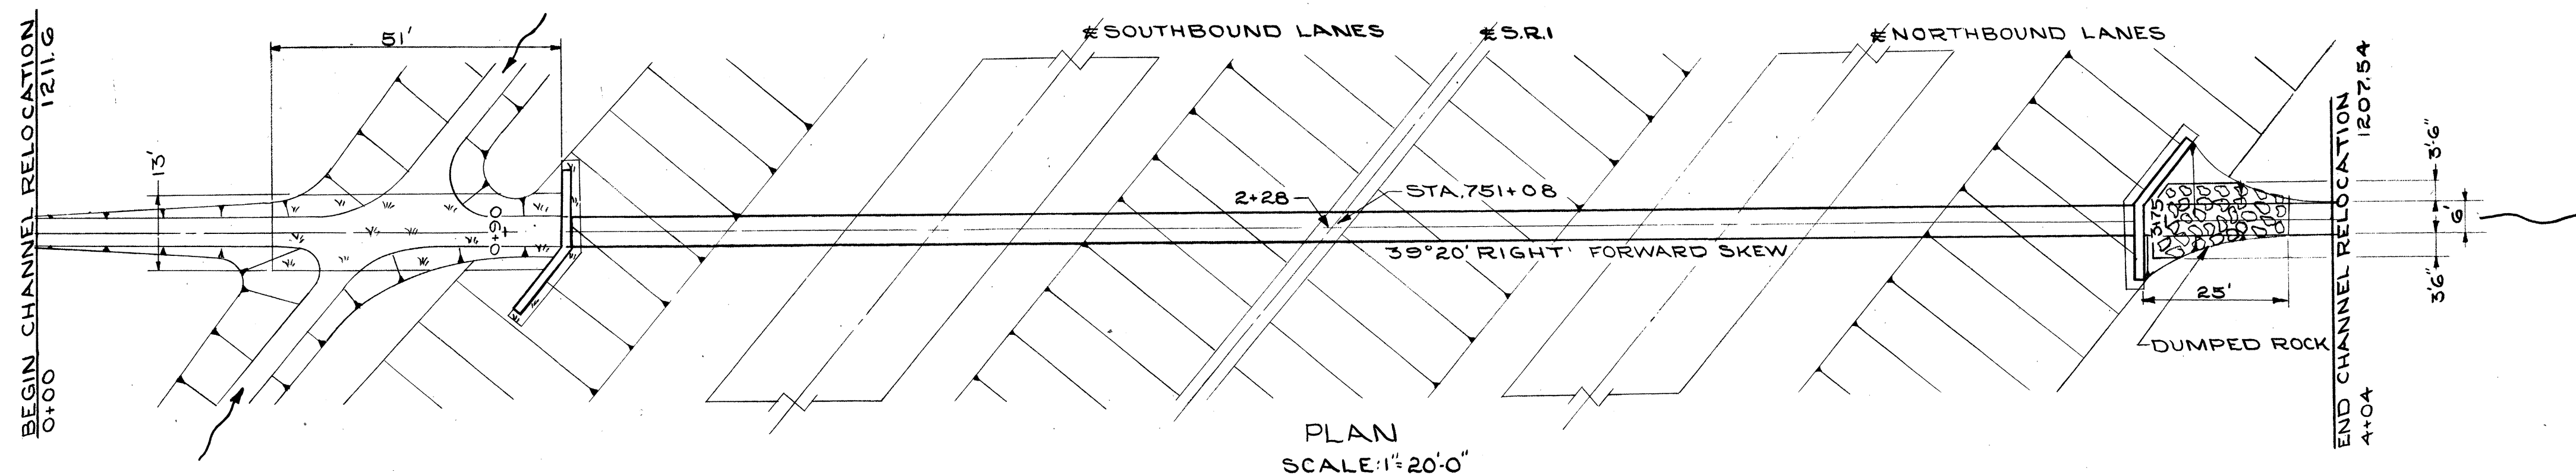 BEGIN CHANNEL RELOCATION
0+00 1211.6
51'
13'
0+90
℄ SOUTHBOUND LANES
℄ S.R.1
℄ NORTHBOUND LANES
2+28
STA.751+08
39°20' RIGHT FORWARD SKEW
3'-6"
6'
3'6"
25'
DUMPED ROCK
END CHANNEL RELOCATION
4+04 1207.54
PLAN
SCALE:1"=20'-0"